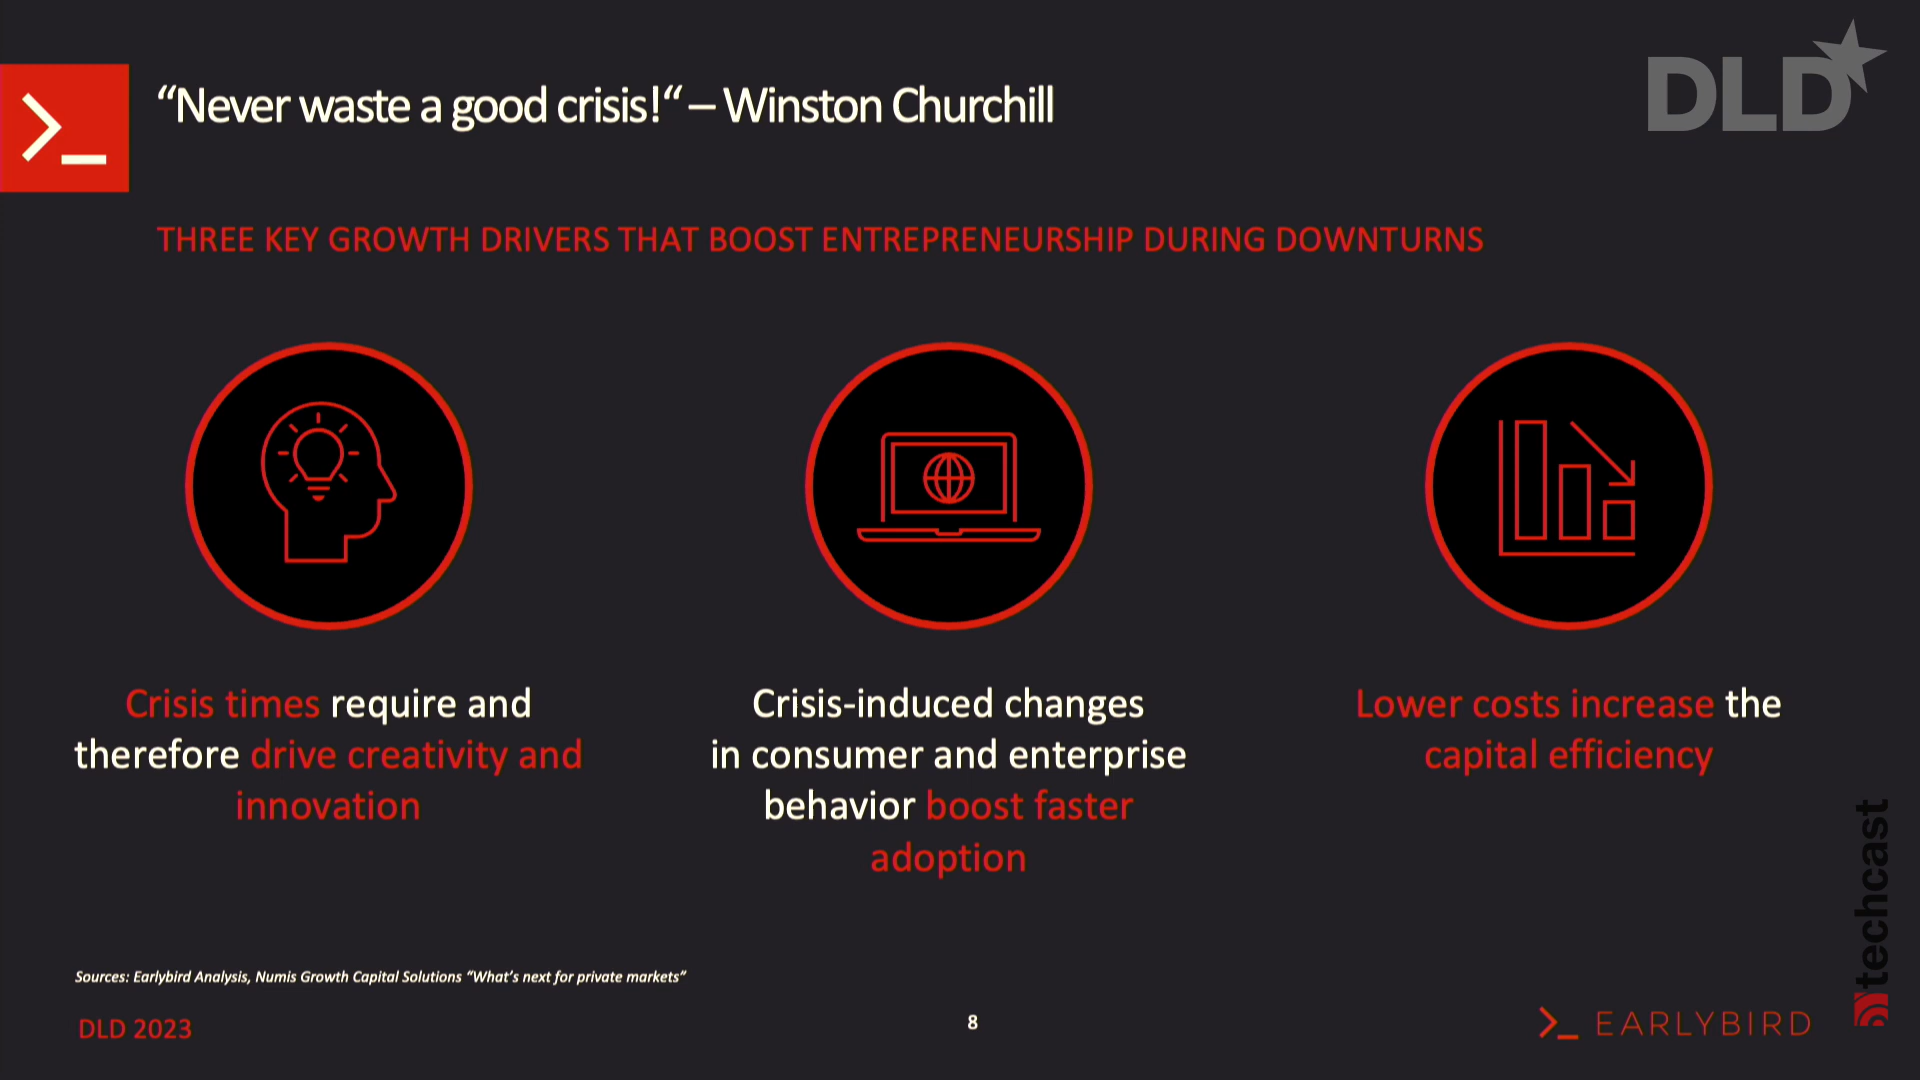 DLD
“Never waste a good crisis!“ – Winston Churchill
THREE KEY GROWTH DRIVERS THAT BOOST ENTREPRENEURSHIP DURING DOWNTURNS
Crisis times require and
therefore drive creativity and
innovation
Crisis-induced changes
in consumer and enterprise
behavior boost faster
adoption
Lower costs increase the
capital efficiency
techcast
Sources: Earlybird Analysis, Numis Growth Capital Solutions “What’s next for private markets”
DLD 2023
8
EARLYBIRD